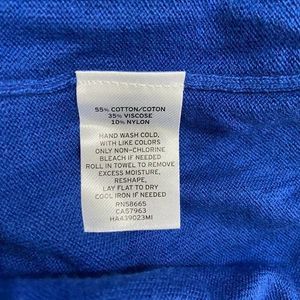 55% COTTON/COTON
35% VISCOSE
10% NYLON
HAND WASH COLD,
WITH LIKE COLORS
ONLY NON-CHLORINE
BLEACH IF NEEDED
ROLL IN TOWEL TO REMOVE
EXCESS MOISTURE,
RESHAPE,
LAY FLAT TO DRY
COOL IRON IF NEEDED
RN58665
CA57963
HA439023MI